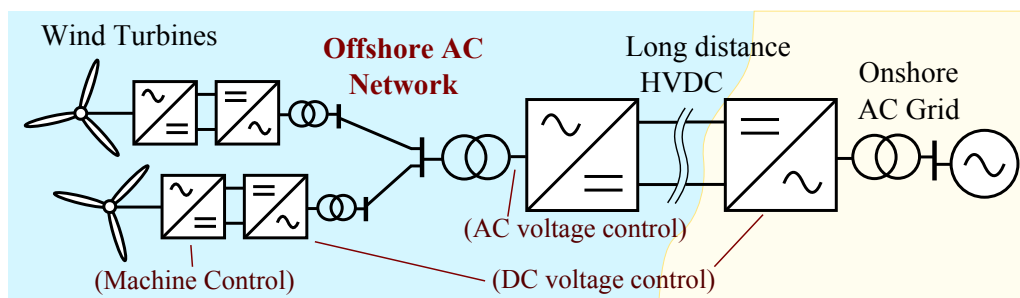 Wind Turbines
Offshore AC
Network
Long distance
HVDC
Onshore
AC Grid
(AC voltage control)
(Machine Control)
(DC voltage control)